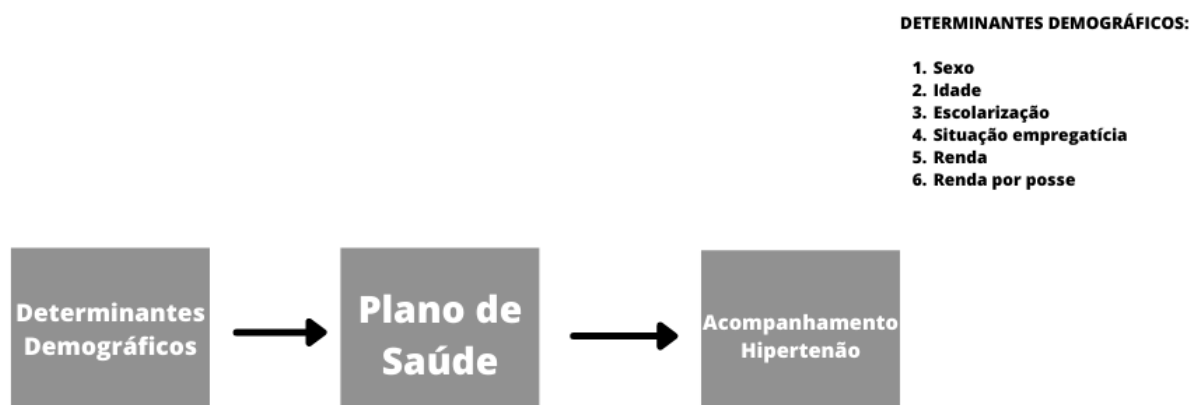 DETERMINANTES DEMOGRÁFICOS:
1. Sexo
2. Idade
3. Escolarização
4. Situação empregatícia
5. Renda
6. Renda por posse
Determinantes
Demográficos
Plano de
Saúde
Acompanhamento
Hipertenão